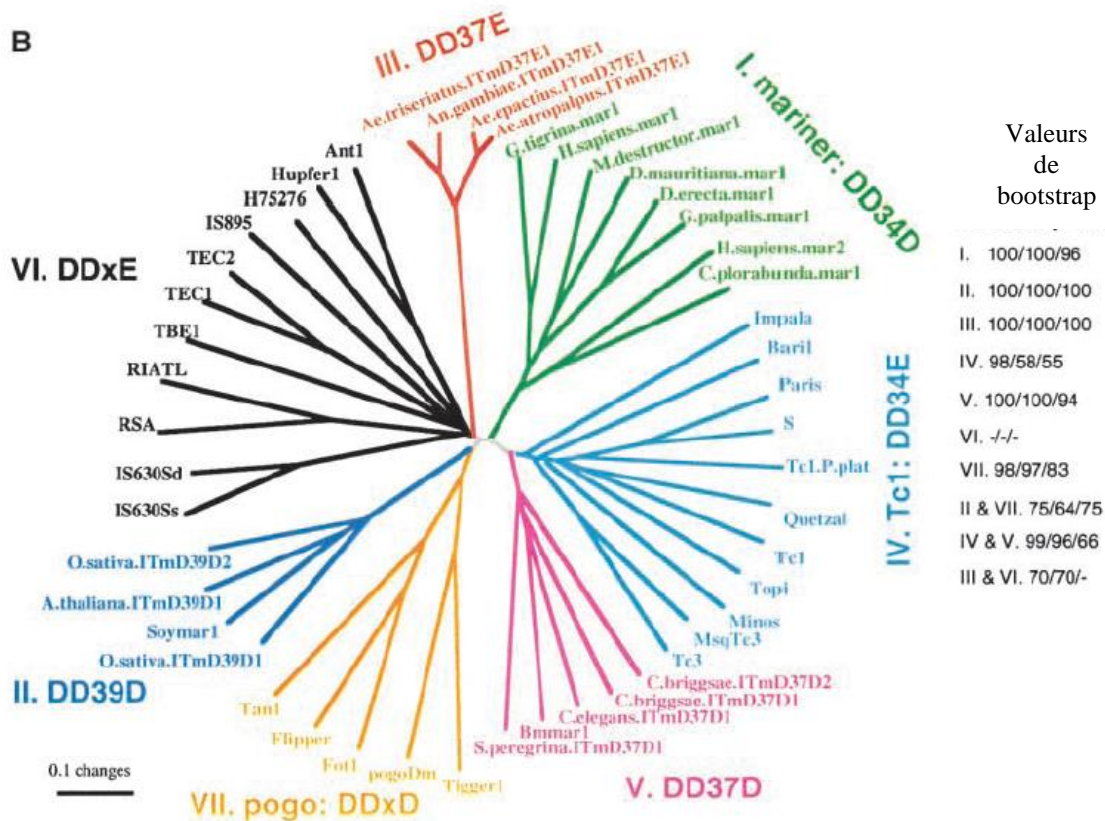 B
III. DD37E
Ae.triseriatus.ITmD37E1
An.gambiae.ITmD37E1
Ae.epactius.ITmD37E1
Ae.atropalpus.ITmD37E1
I. mariner: DD34D
G.tigrina.mar1
H.sapiens.mar1
M.destructor.mar1
D.mauritiana.mar1
D.erecta.mar1
G.palpalis.mar1
H.sapiens.mar2
C.plorabunda.mar1
IV. Tc1: DD34E
Impala
Bari1
Paris
S
Tc1.P.plat
Quetzal
Tc1
Topi
Minos
MsqTc3
Tc3
V. DD37D
C.briggsae.ITmD37D2
C.briggsae.ITmD37D1
C.elegans.ITmD37D1
Bmmar1
S.peregrina.ITmD37D1
VII. pogo: DDxD
Tigger1
pogoDm
Fot1
Flipper
Tan1
II. DD39D
O.sativa.ITmD39D1
Soymar1
A.thaliana.ITmD39D1
O.sativa.ITmD39D2
VI. DDxE
IS630Ss
IS630Sd
RSA
RIATL
TBE1
TEC1
TEC2
IS895
H75276
Hupfer1
Ant1
0.1 changes
Valeurs
de
bootstrap
I. 100/100/96
II. 100/100/100
III. 100/100/100
IV. 98/58/55
V. 100/100/94
VI. -/-/-
VII. 98/97/83
II & VII. 75/64/75
IV & V. 99/96/66
III & VI. 70/70/-